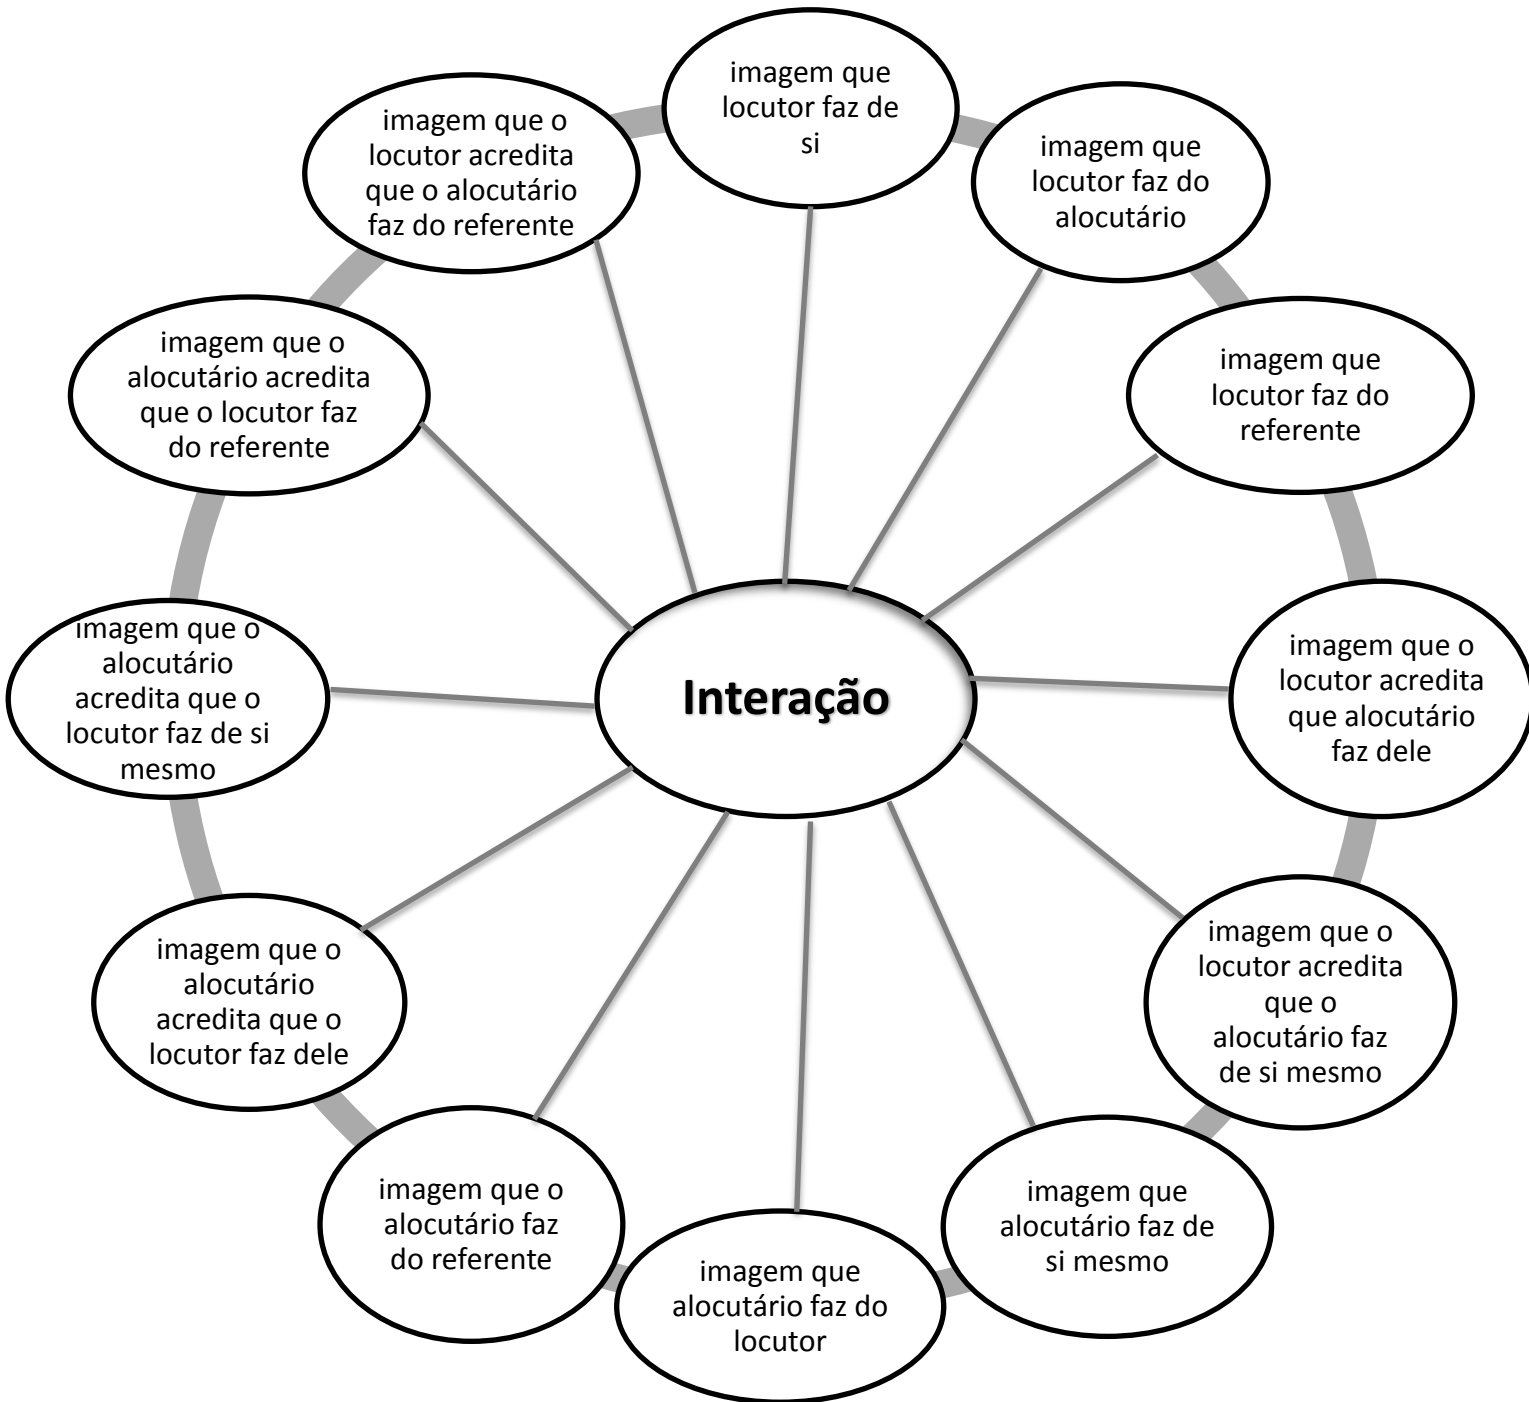 imagem que
locutor faz de
si
imagem que
locutor faz do
alocutário
imagem que
locutor faz do
referente
imagem que o
locutor acredita
que alocutário
faz dele
imagem que o
locutor acredita
que o
alocutário faz
de si mesmo
imagem que
alocutário faz de
si mesmo
imagem que
alocutário faz do
locutor
imagem que o
alocutário faz
do referente
imagem que o
alocutário
acredita que o
locutor faz dele
imagem que o
alocutário
acredita que o
locutor faz de si
mesmo
imagem que o
alocutário acredita
que o locutor faz
do referente
imagem que o
locutor acredita
que o alocutário
faz do referente
Interação